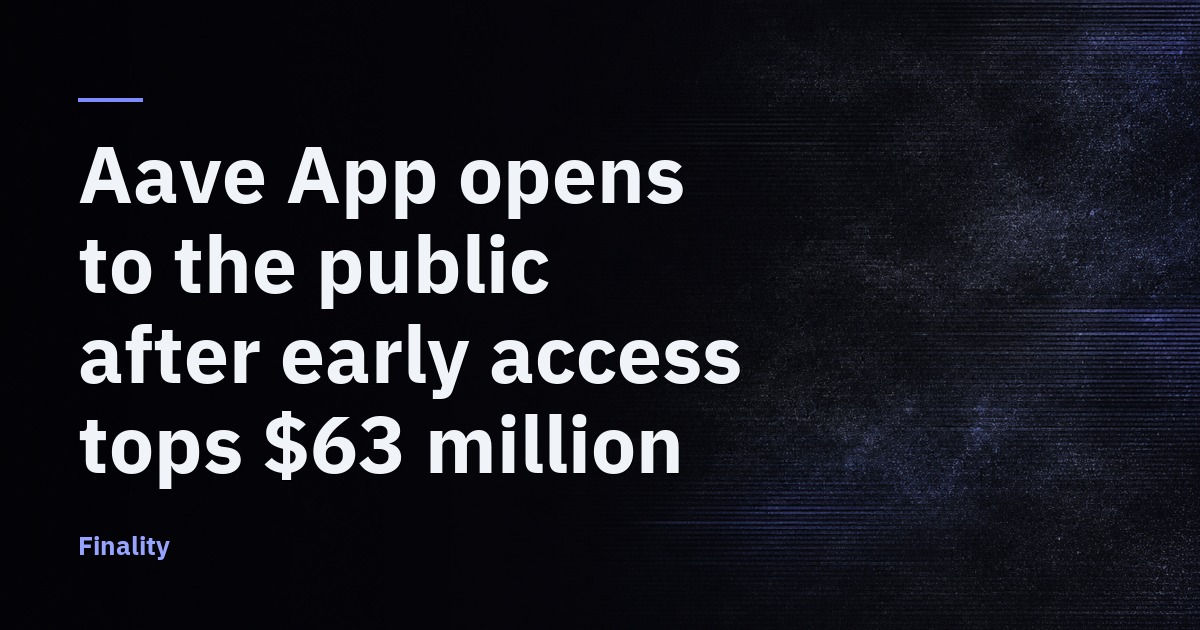 Aave App opens
to the public
after early access
tops $63 million
Finality